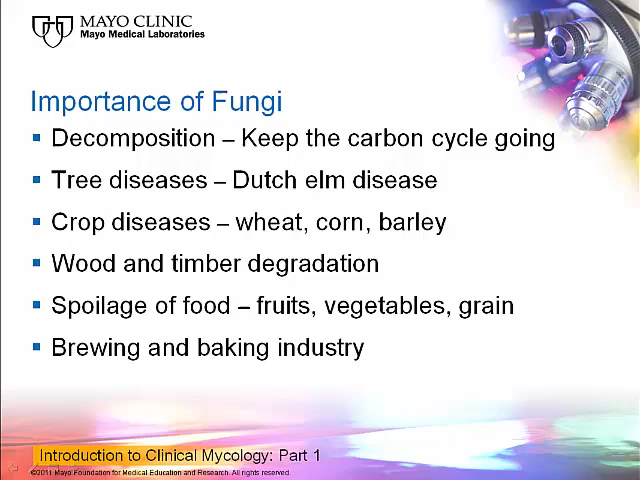 MAYO CLINIC
Mayo Medical Laboratories
Importance of Fungi
Decomposition – Keep the carbon cycle going
Tree diseases – Dutch elm disease
Crop diseases – wheat, corn, barley
Wood and timber degradation
Spoilage of food – fruits, vegetables, grain
Brewing and baking industry
Introduction to Clinical Mycology: Part 1
©2011 Mayo Foundation for Medical Education and Research. All rights reserved.